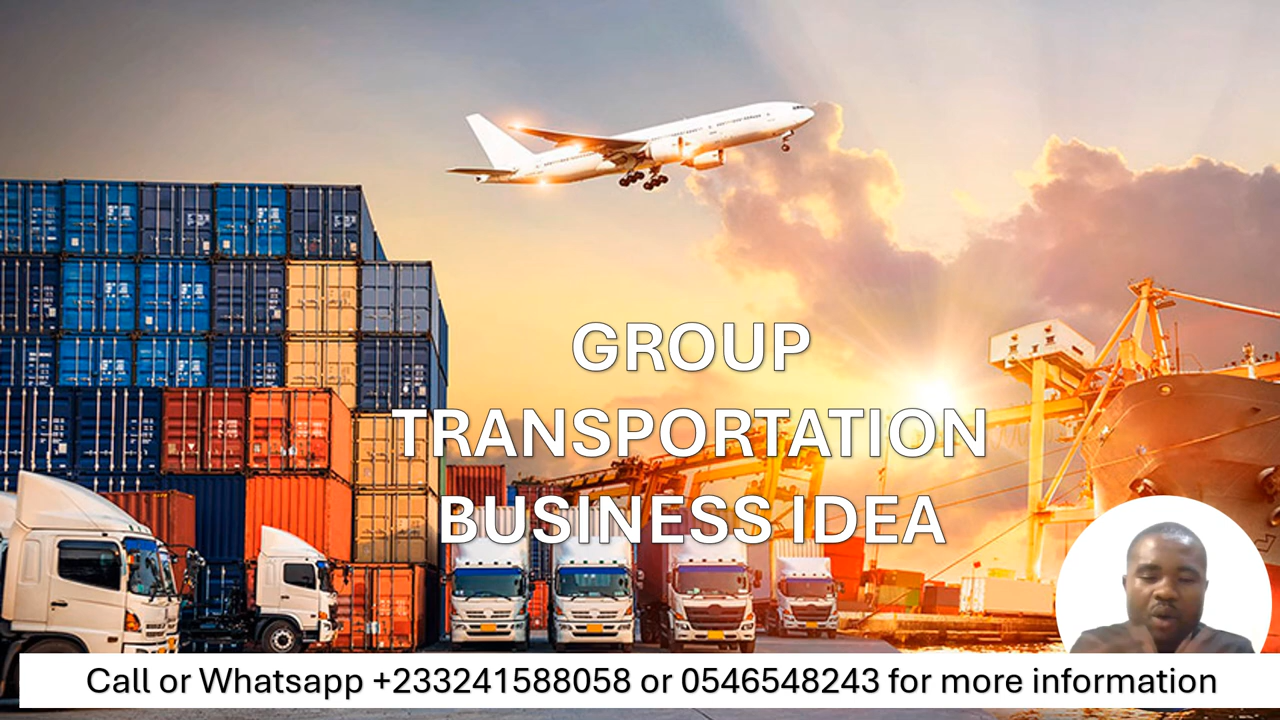 GROUP
TRANSPORTATION
BUSINESS IDEA
Call or Whatsapp +233241588058 or 0546548243 for more information